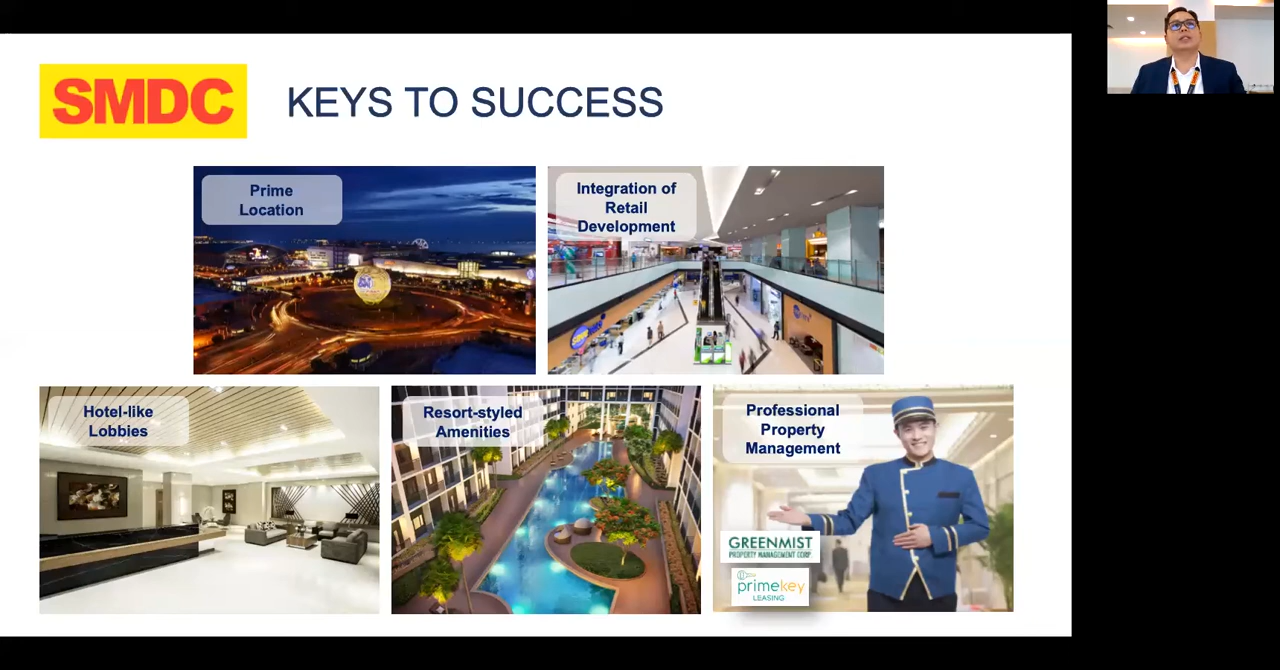 SMDC
KEYS TO SUCCESS
Prime
Location
Integration of
Retail
Development
Hotel-like
Lobbies
Resort-styled
Amenities
Professional
Property
Management
GREENMIST
PROPERTY MANAGEMENT CORP
primekey
LEASING